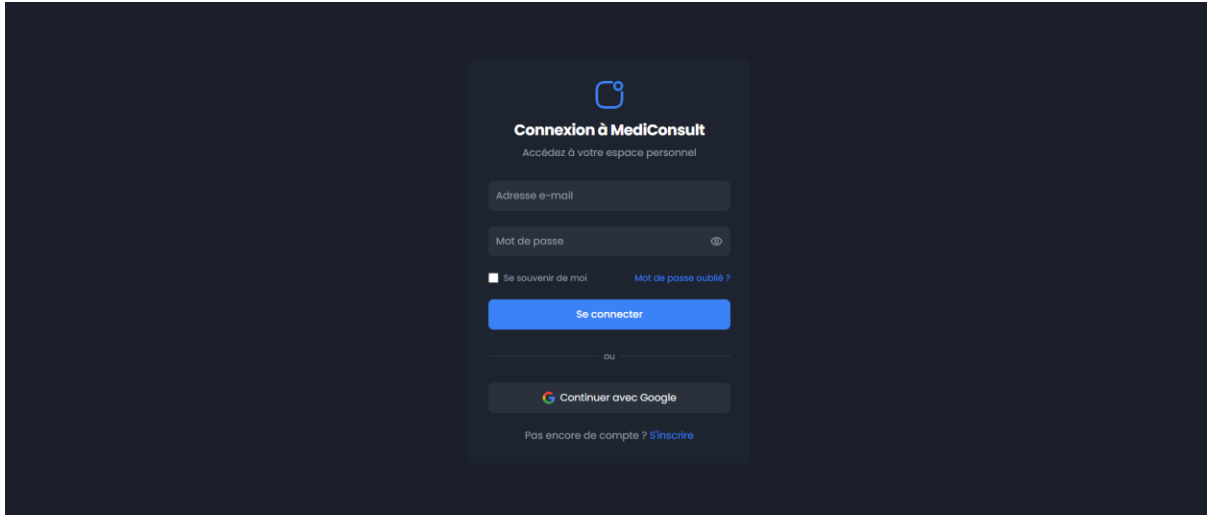 Connexion à MediConsult
Accédez à votre espace personnel
Adresse e-mail
Mot de passe
Se souvenir de moi Mot de passe oublié ?
Se connecter
ou
Continuer avec Google
Pas encore de compte ? S'inscrire